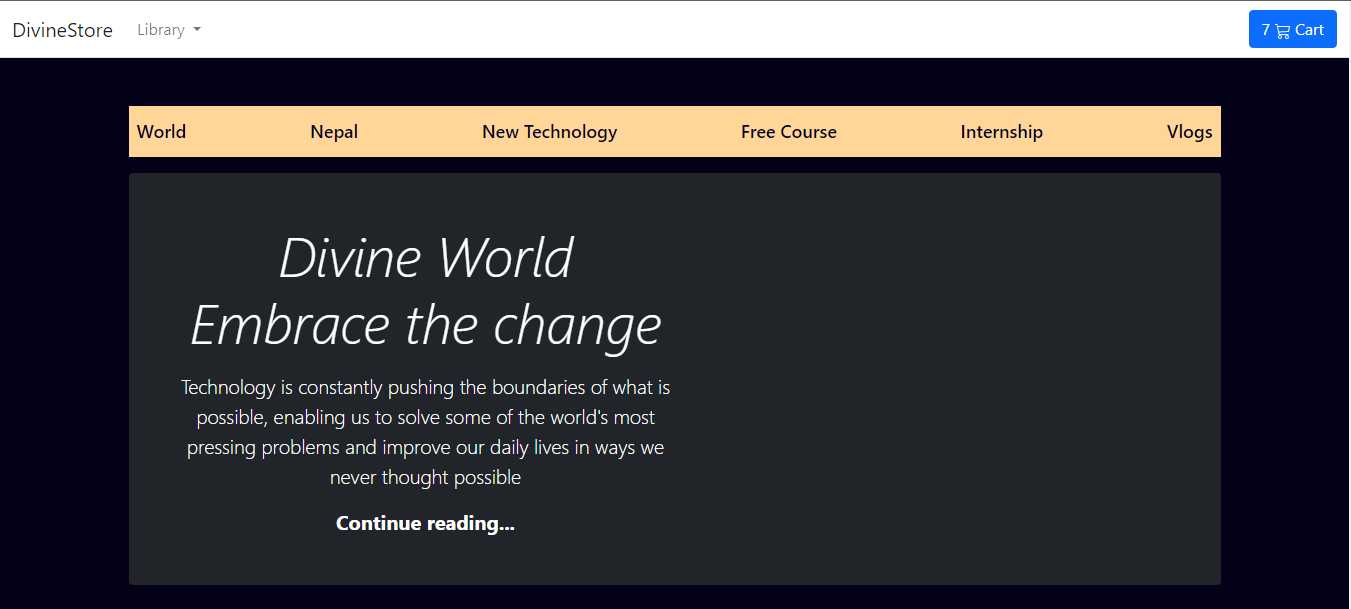 DivineStore Library 7 Cart
World Nepal New Technology Free Course Internship Vlogs
Divine World
Embrace the change
Technology is constantly pushing the boundaries of what is
possible, enabling us to solve some of the world's most
pressing problems and improve our daily lives in ways we
never thought possible
Continue reading...